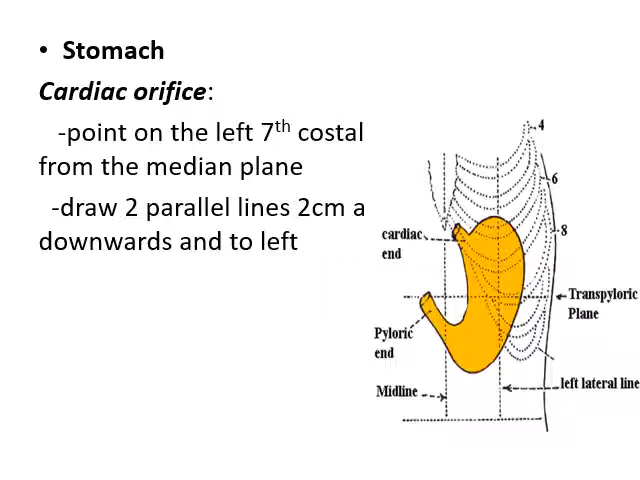 • Stomach
Cardiac orifice:
-point on the left 7th costal
from the median plane
-draw 2 parallel lines 2cm a
downwards and to left
4
6
8
cardiac
end
Transpyloric
Plane
Pyloric
end
Midline
left lateral line